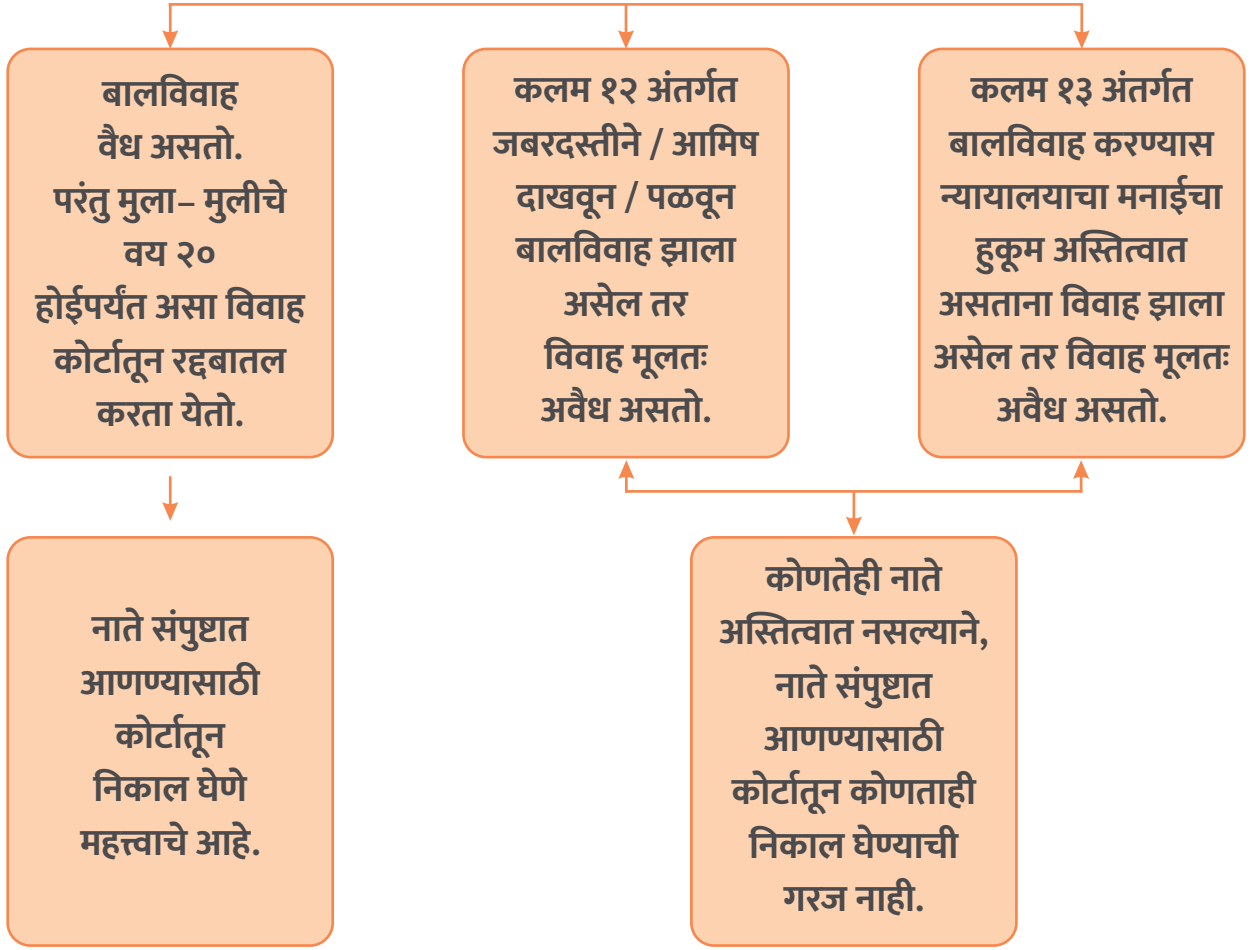 बालविवाह
वैध असतो.
परंतु मुला– मुलीचे
वय २०
होईपर्यंत असा विवाह
कोर्टातून रद्दबातल
करता येतो.
कलम १२ अंतर्गत
जबरदस्तीने / आमिष
दाखवून / पळवून
बालविवाह झाला
असेल तर
विवाह मूलतः
अवैध असतो.
कलम १३ अंतर्गत
बालविवाह करण्यास
न्यायालयाचा मनाईचा
हुकूम अस्तित्वात
असताना विवाह झाला
असेल तर विवाह मूलतः
अवैध असतो.
नाते संपुष्टात
आणण्यासाठी
कोर्टातून
निकाल घेणे
महत्त्वाचे आहे.
कोणतेही नाते
अस्तित्वात नसल्याने,
नाते संपुष्टात
आणण्यासाठी
कोर्टातून कोणताही
निकाल घेण्याची
गरज नाही.